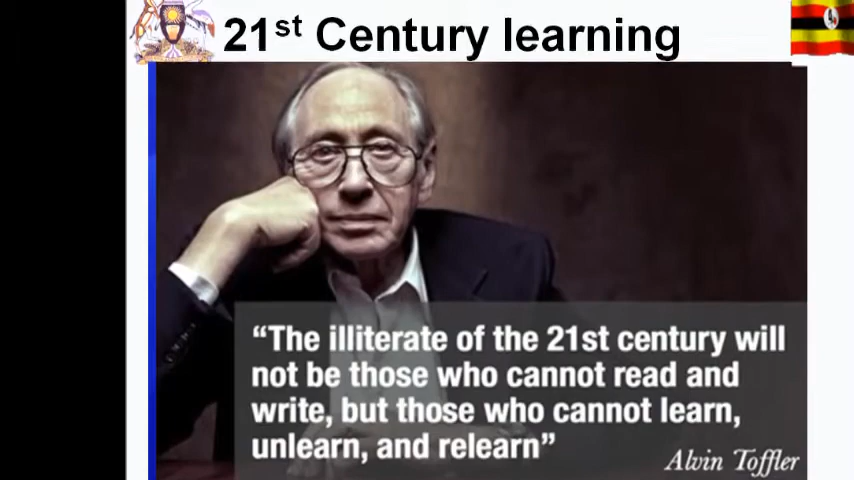 21st Century learning
“The illiterate of the 21st century will
not be those who cannot read and
write, but those who cannot learn,
unlearn, and relearn”
Alvin Toffler